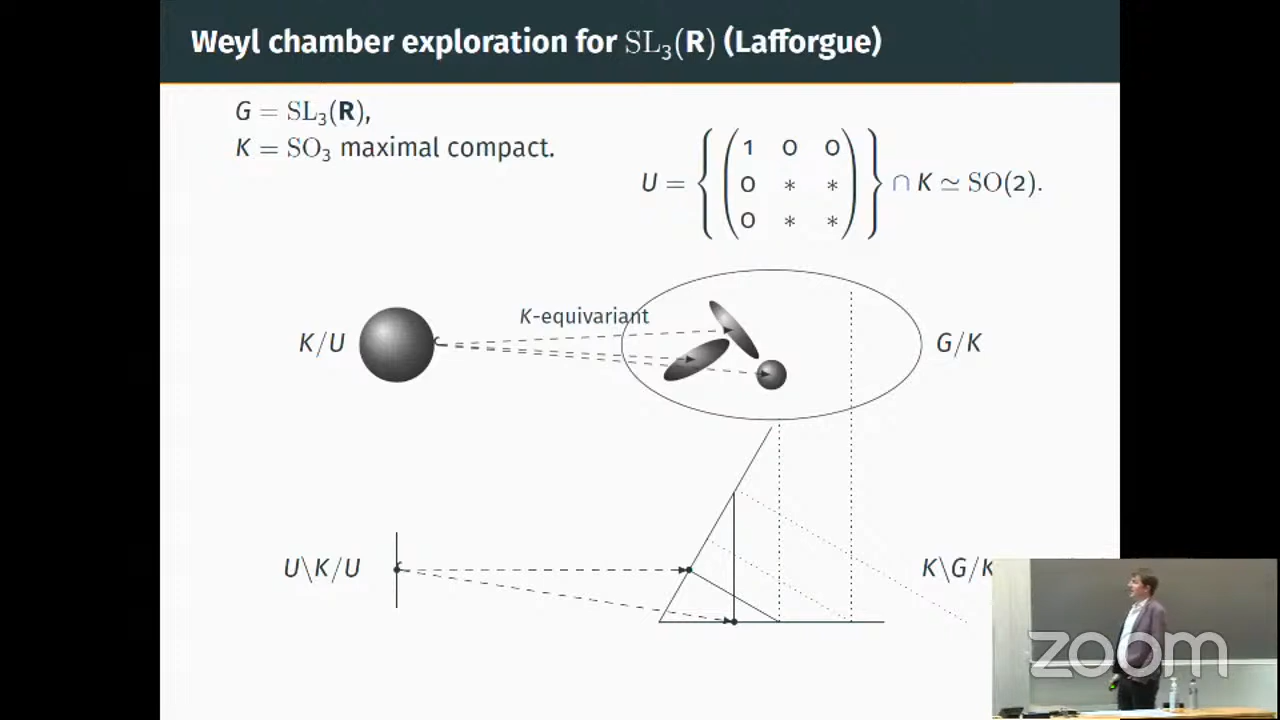 Weyl chamber exploration for SL₃(R) (Lafforgue)
G = SL₃(R),
K = SO₃ maximal compact.
U = { ( 1 0 0
0 * *
0 * * ) } ∩ K ≃ SO(2).
K-equivariant
K/U
G/K
U\K/U
K\G/K
zoom